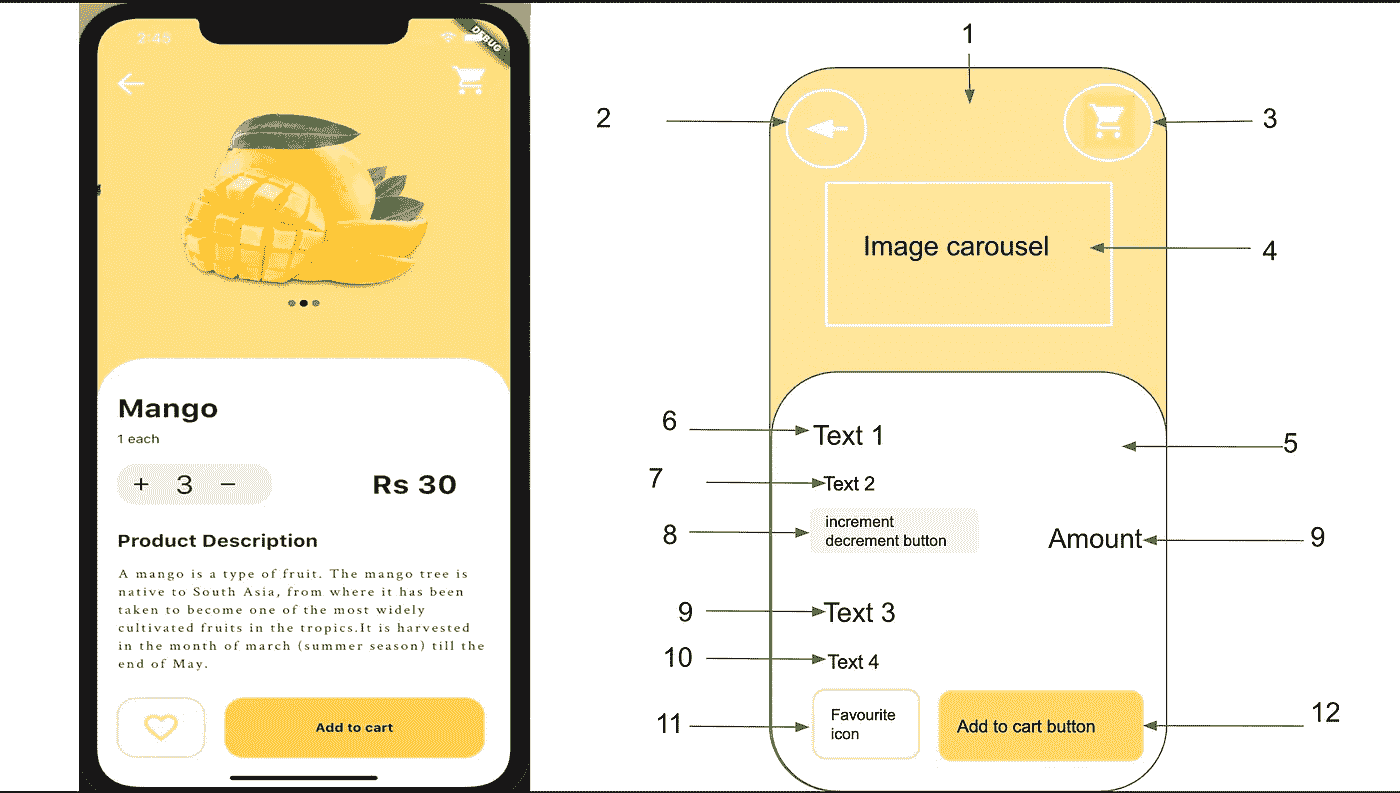 2:48
DEBUG
Mango
1 each
+ 3 −
Rs 30
Product Description
A mango is a type of fruit. The mango tree is
native to South Asia, from where it has been
taken to become one of the most widely
cultivated fruits in the tropics.It is harvested
in the month of march (summer season) till the
end of May.
Add to cart
1
2
3
Image carousel
4
6
Text 1
5
7
Text 2
8
increment
decrement button
Amount
9
9
Text 3
10
Text 4
11
Favourite
icon
Add to cart button
12